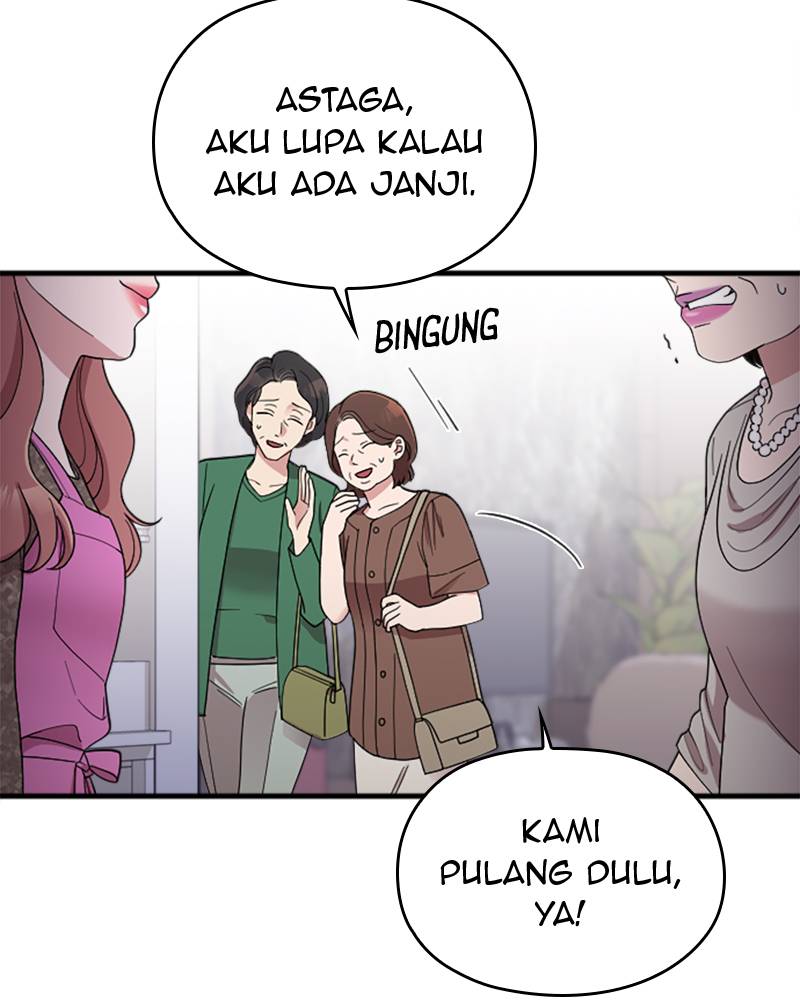 ASTAGA,
AKU LUPA KALAU
AKU ADA JANJI.
BINGUNG
KAMI
PULANG DULU,
YA!